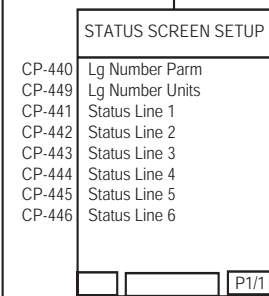 STATUS SCREEN SETUP
CP-440 Lg Number Parm
CP-449 Lg Number Units
CP-441 Status Line 1
CP-442 Status Line 2
CP-443 Status Line 3
CP-444 Status Line 4
CP-445 Status Line 5
CP-446 Status Line 6
P1/1